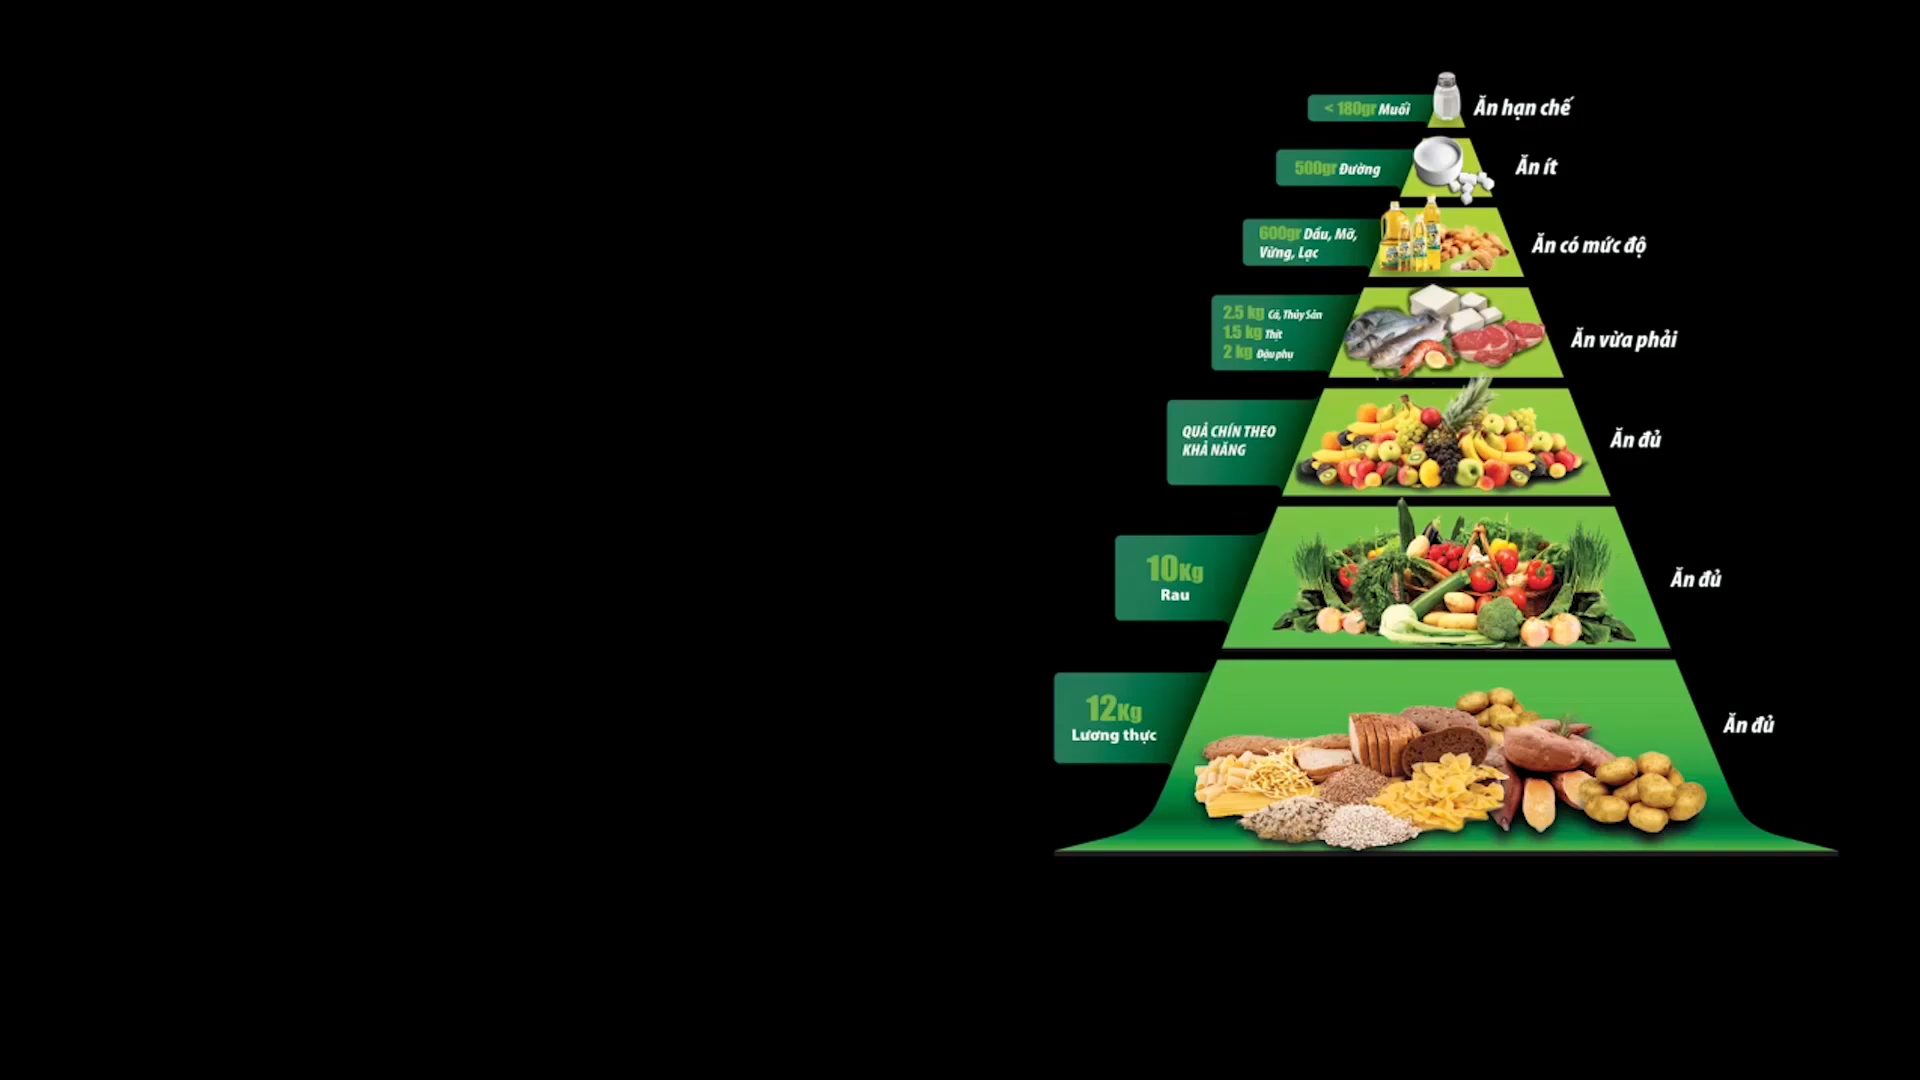 < 180gr Muối
Ăn hạn chế
500gr Đường
Ăn ít
600gr Dầu, Mỡ,
Vừng, Lạc
Ăn có mức độ
2.5 kg Cá, Thủy Sản
1.5 kg Thịt
2 kg Đậu phụ
Ăn vừa phải
QUẢ CHÍN THEO
KHẢ NĂNG
Ăn đủ
10Kg
Rau
Ăn đủ
12Kg
Lương thực
Ăn đủ